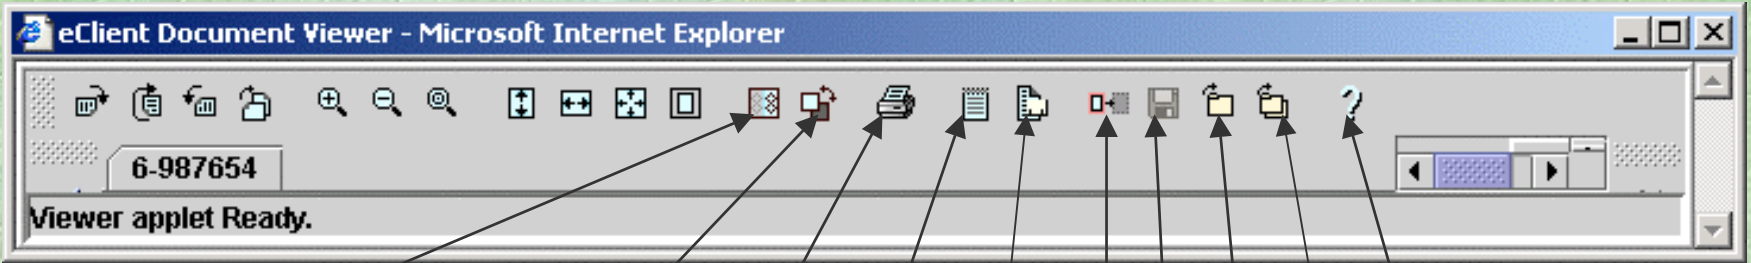 eClient Document Viewer - Microsoft Internet Explorer
6-987654
Viewer applet Ready.